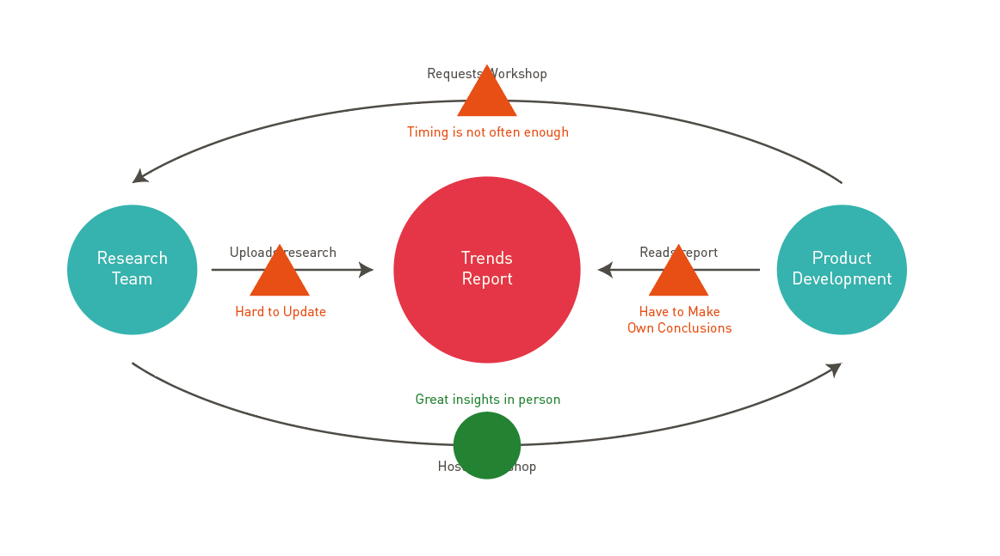 Requests Workshop
Timing is not often enough
Research
Team
Uploads research
Hard to Update
Trends
Report
Reads report
Have to Make
Own Conclusions
Product
Development
Great insights in person